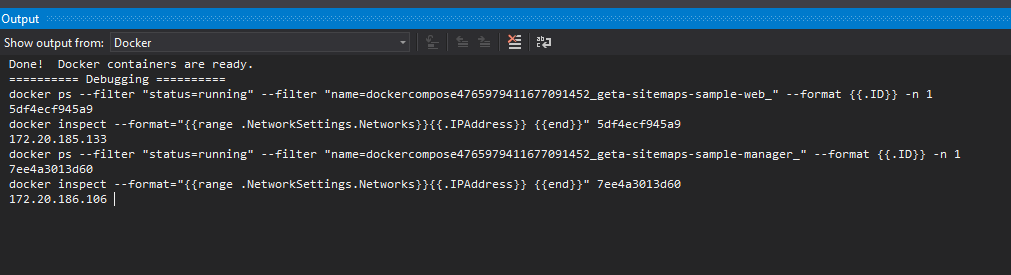 Output
Show output from: Docker
Done!  Docker containers are ready.
========== Debugging ==========
docker ps --filter "status=running" --filter "name=dockercompose4765979411677091452_geta-sitemaps-sample-web_" --format {{.ID}} -n 1
5df4ecf945a9
docker inspect --format="{{range .NetworkSettings.Networks}}{{.IPAddress}} {{end}}" 5df4ecf945a9
172.20.185.133
docker ps --filter "status=running" --filter "name=dockercompose4765979411677091452_geta-sitemaps-sample-manager_" --format {{.ID}} -n 1
7ee4a3013d60
docker inspect --format="{{range .NetworkSettings.Networks}}{{.IPAddress}} {{end}}" 7ee4a3013d60
172.20.186.106